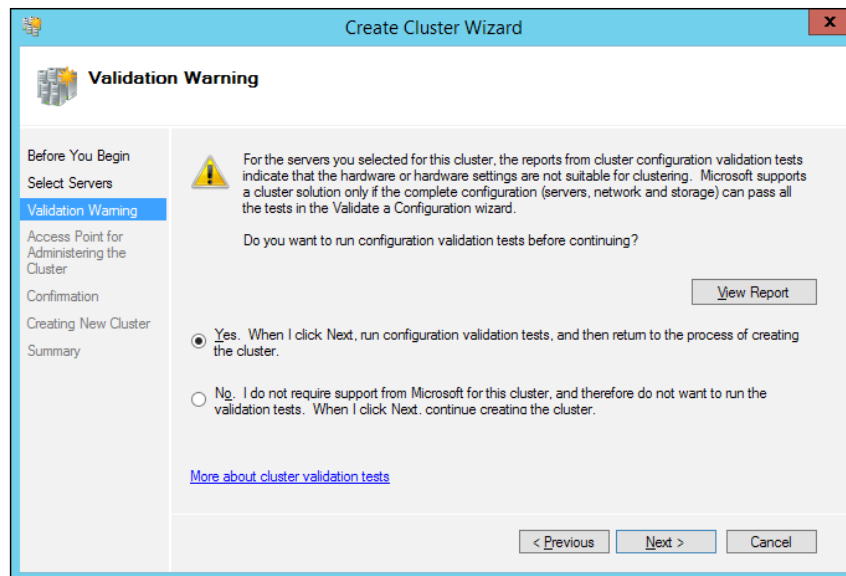 Create Cluster Wizard
x
Validation Warning
Before You Begin
Select Servers
Validation Warning
Access Point for
Administering the
Cluster
Confirmation
Creating New Cluster
Summary
For the servers you selected for this cluster, the reports from cluster configuration validation tests
indicate that the hardware or hardware settings are not suitable for clustering.  Microsoft supports
a cluster solution only if the complete configuration (servers, network and storage) can pass all
the tests in the Validate a Configuration wizard.
Do you want to run configuration validation tests before continuing?
View Report
Yes.  When I click Next, run configuration validation tests, and then return to the process of creating
the cluster.
No.  I do not require support from Microsoft for this cluster, and therefore do not want to run the
validation tests.  When I click Next, continue creating the cluster.
More about cluster validation tests
< Previous
Next >
Cancel